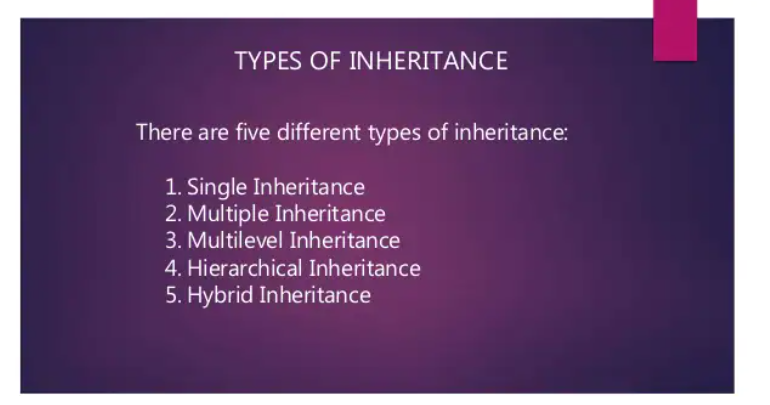 TYPES OF INHERITANCE
There are five different types of inheritance:
1. Single Inheritance
2. Multiple Inheritance
3. Multilevel Inheritance
4. Hierarchical Inheritance
5. Hybrid Inheritance